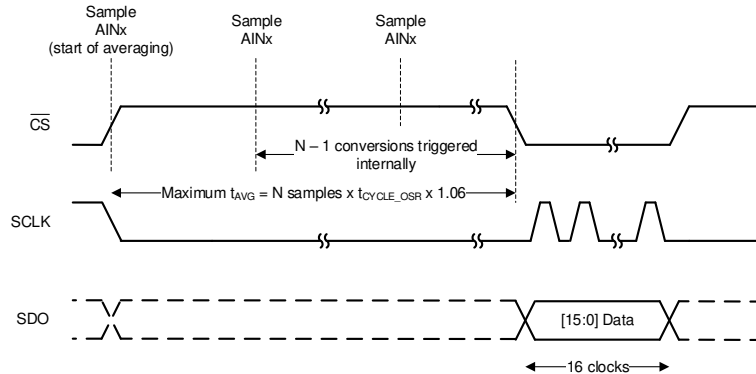 Sample
AINx
(start of averaging)
Sample
AINx
Sample
AINx
CS
N – 1 conversions triggered
internally
Maximum tAVG = N samples x tCYCLE_OSR x 1.06
SCLK
SDO
[15:0] Data
16 clocks